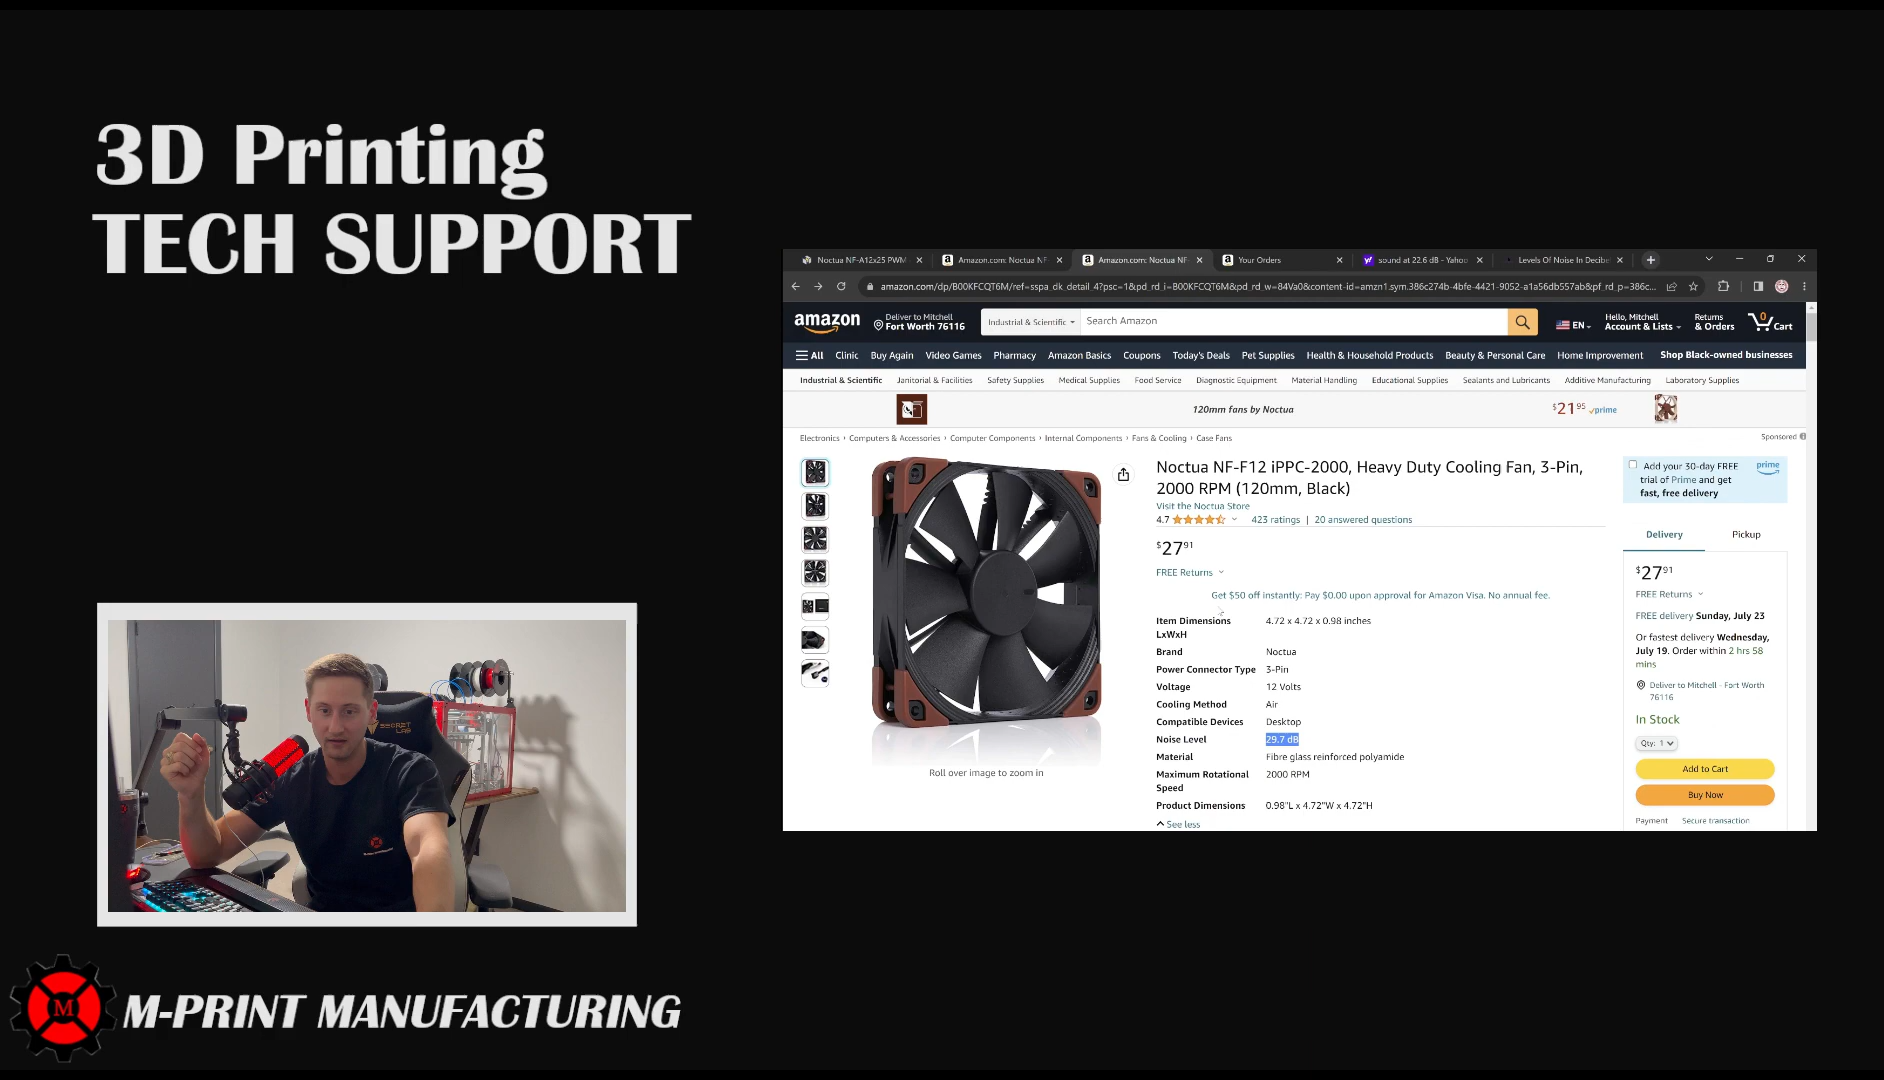 3D Printing
TECH SUPPORT
Noctua NF-A12x25 PWM
Amazon.com: Noctua NF-
Amazon.com: Noctua NF-
Your Orders
sound at 22.6 dB - Yahoo
Levels Of Noise In Decibe
amazon.com/dp/B00KFCQT6M/ref=sspa_dk_detail_4?psc=1&pd_rd_i=B00KFCQT6M&pd_rd_w=84Va0&content-id=amzn1.sym.386c274b-4bfe-4421-9052-a1a56db557ab&pf_rd_p=386c...
amazon
Deliver to Mitchell
Fort Worth 76116
Industrial & Scientific
Search Amazon
EN
Hello, Mitchell
Account & Lists
Returns
& Orders
0
Cart
All Clinic Buy Again Video Games Pharmacy Amazon Basics Coupons Today's Deals Pet Supplies Health & Household Products Beauty & Personal Care Home Improvement Shop Black-owned businesses
Industrial & Scientific Janitorial & Facilities Safety Supplies Medical Supplies Food Service Diagnostic Equipment Material Handling Educational Supplies Sealants and Lubricants Additive Manufacturing Laboratory Supplies
120mm fans by Noctua
$21.95 prime
Electronics › Computers & Accessories › Computer Components › Internal Components › Fans & Cooling › Case Fans
Sponsored
Noctua NF-F12 iPPC-2000, Heavy Duty Cooling Fan, 3-Pin,
2000 RPM (120mm, Black)
Visit the Noctua Store
4.7 423 ratings | 20 answered questions
$27 91
FREE Returns
Get $50 off instantly: Pay $0.00 upon approval for Amazon Visa. No annual fee.
Item Dimensions LxWxH 4.72 x 4.72 x 0.98 inches
Brand Noctua
Power Connector Type 3-Pin
Voltage 12 Volts
Cooling Method Air
Compatible Devices Desktop
Noise Level 29.7 dB
Material Fibre glass reinforced polyamide
Maximum Rotational Speed 2000 RPM
Product Dimensions 0.98"L x 4.72"W x 4.72"H
See less
Roll over image to zoom in
Add your 30-day FREE
trial of Prime and get
fast, free delivery
prime
Delivery Pickup
$27 91
FREE Returns
FREE delivery Sunday, July 23
Or fastest delivery Wednesday,
July 19. Order within 2 hrs 58
mins
Deliver to Mitchell - Fort Worth
76116
In Stock
Qty: 1
Add to Cart
Buy Now
Payment Secure transaction
SECRET
LAB
M
M-PRINT MANUFACTURING